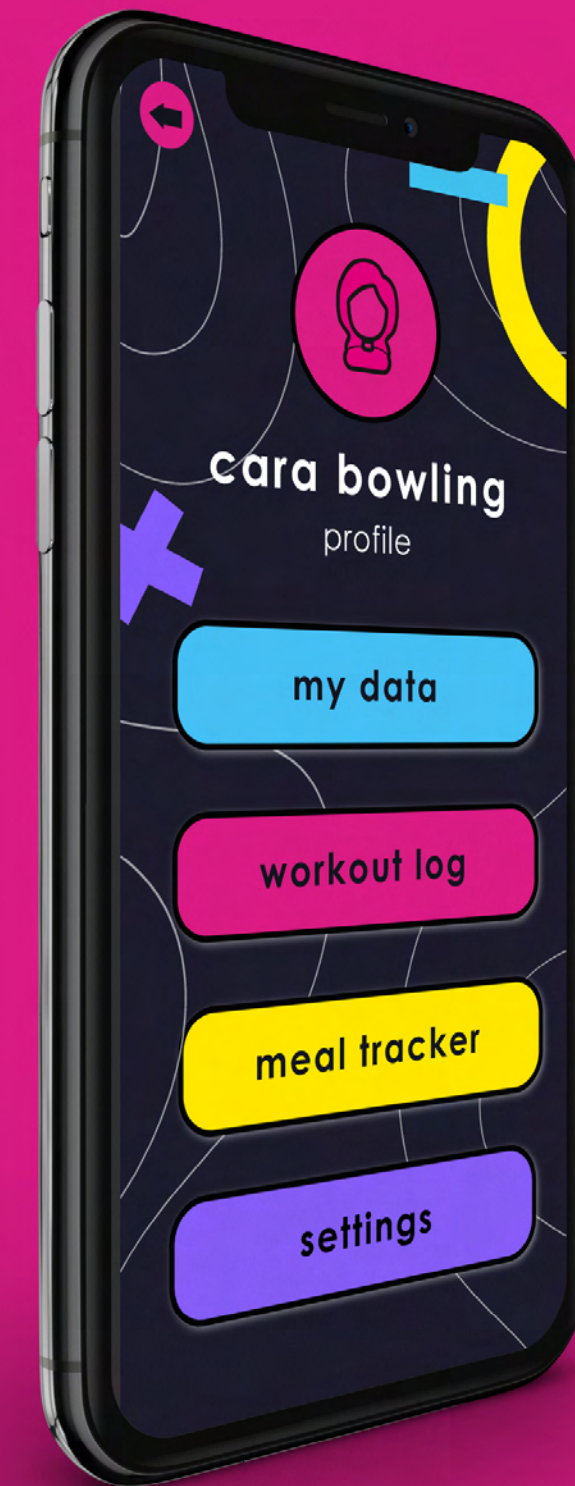 cara bowling
profile
my data
workout log
meal tracker
settings